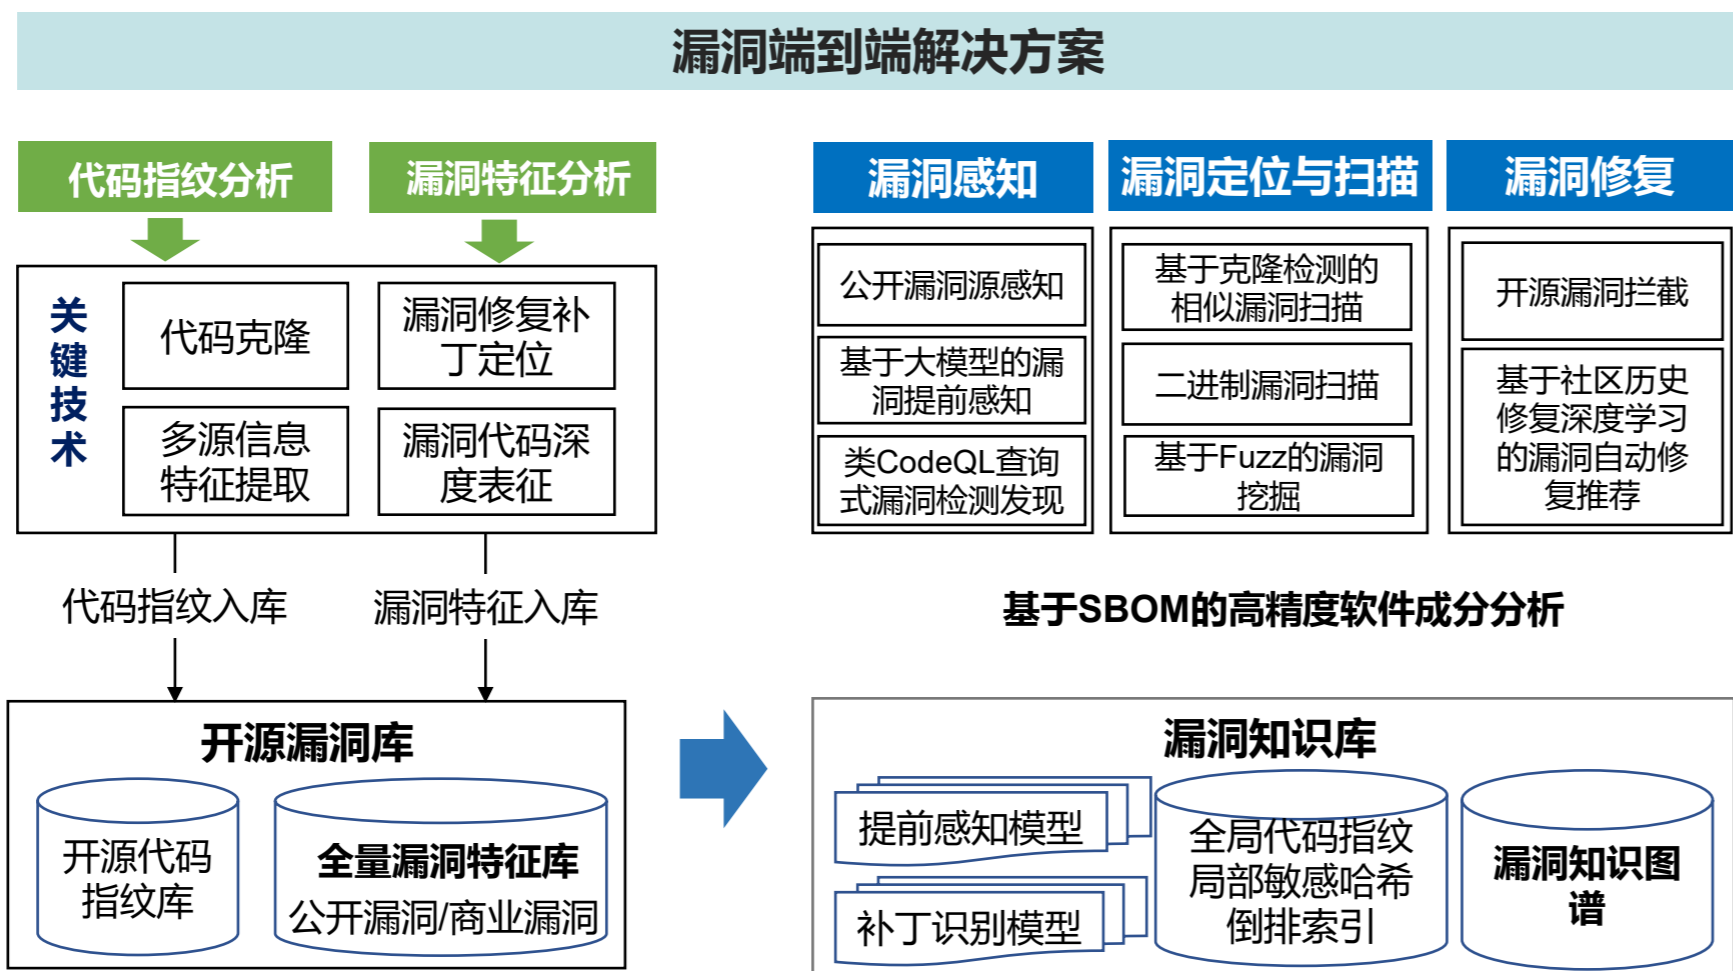 漏洞端到端解决方案
代码指纹分析
漏洞特征分析
关
键
技
术
代码克隆
漏洞修复补
丁定位
多源信息
特征提取
漏洞代码深
度表征
代码指纹入库
漏洞特征入库
开源漏洞库
开源代码
指纹库
全量漏洞特征库
公开漏洞/商业漏洞
漏洞感知
公开漏洞源感知
基于大模型的漏
洞提前感知
类CodeQL查询
式漏洞检测发现
漏洞定位与扫描
基于克隆检测的
相似漏洞扫描
二进制漏洞扫描
基于Fuzz的漏洞
挖掘
漏洞修复
开源漏洞拦截
基于社区历史
修复深度学习
的漏洞自动修
复推荐
基于SBOM的高精度软件成分分析
漏洞知识库
提前感知模型
补丁识别模型
全局代码指纹
局部敏感哈希
倒排索引
漏洞知识图
谱